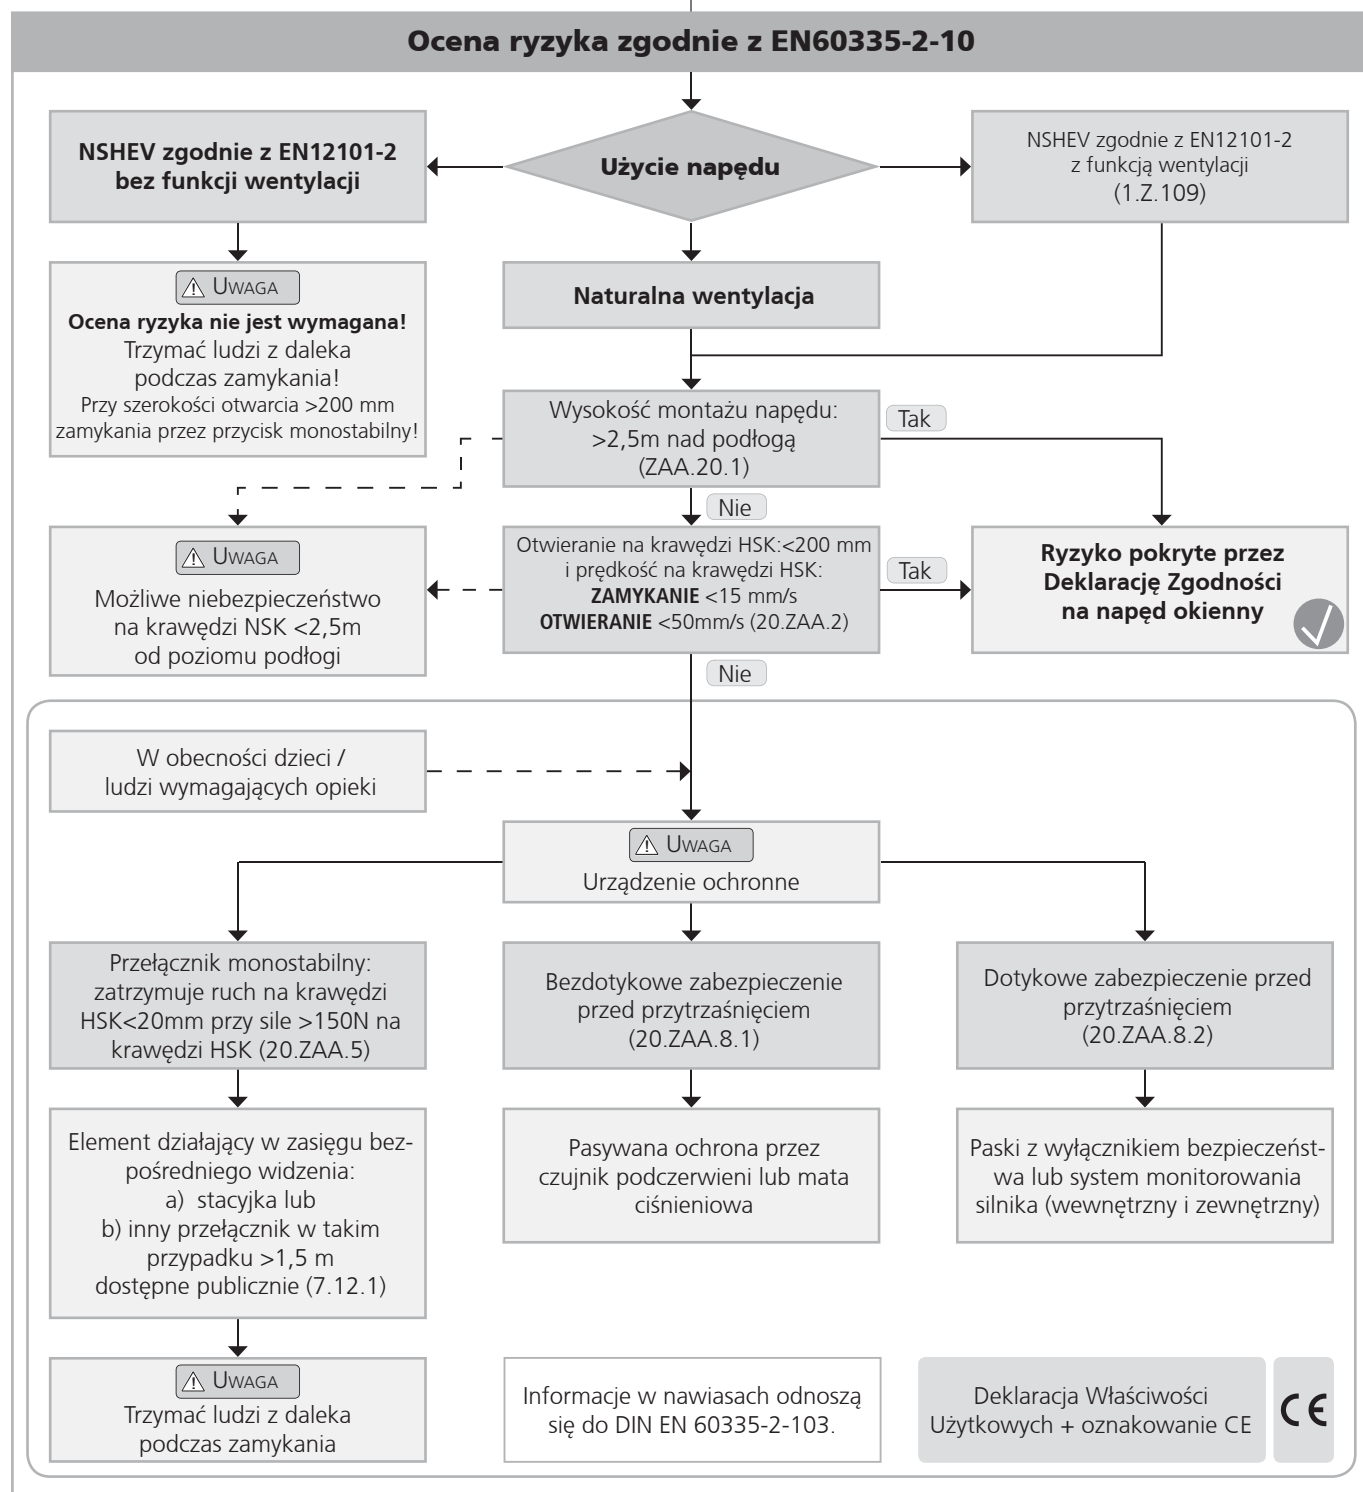 Ocena ryzyka zgodnie z EN60335-2-10
NSHEV zgodnie z EN12101-2
bez funkcji wentylacji
Użycie napędu
NSHEV zgodnie z EN12101-2
z funkcją wentylacji
(1.Z.109)
UWAGA
Ocena ryzyka nie jest wymagana!
Trzymać ludzi z daleka
podczas zamykania!
Przy szerokości otwarcia >200 mm
zamykania przez przycisk monostabilny!
Naturalna wentylacja
Wysokość montażu napędu:
>2,5m nad podłogą
(ZAA.20.1)
Tak
Nie
UWAGA
Możliwe niebezpieczeństwo
na krawędzi NSK <2,5m
od poziomu podłogi
Otwieranie na krawędzi HSK:<200 mm
i prędkość na krawędzi HSK:
ZAMYKANIE <15 mm/s
OTWIERANIE <50mm/s (20.ZAA.2)
Tak
Ryzyko pokryte przez
Deklarację Zgodności
na napęd okienny
Nie
W obecności dzieci /
ludzi wymagających opieki
UWAGA
Urządzenie ochronne
Przełącznik monostabilny:
zatrzymuje ruch na krawędzi
HSK<20mm przy sile >150N na
krawędzi HSK (20.ZAA.5)
Bezdotykowe zabezpieczenie
przed przytrzaśnięciem
(20.ZAA.8.1)
Dotykowe zabezpieczenie przed
przytrzaśnięciem
(20.ZAA.8.2)
Element działający w zasięgu bez-
pośredniego widzenia:
a) stacyjka lub
b) inny przełącznik w takim
przypadku >1,5 m
dostępne publicznie (7.12.1)
Pasywana ochrona przez
czujnik podczerwieni lub mata
ciśnieniowa
Paski z wyłącznikiem bezpieczeńst-
wa lub system monitorowania
silnika (wewnętrzny i zewnętrzny)
UWAGA
Trzymać ludzi z daleka
podczas zamykania
Informacje w nawiasach odnoszą
się do DIN EN 60335-2-103.
Deklaracja Właściwości
Użytkowych + oznakowanie CE
CE